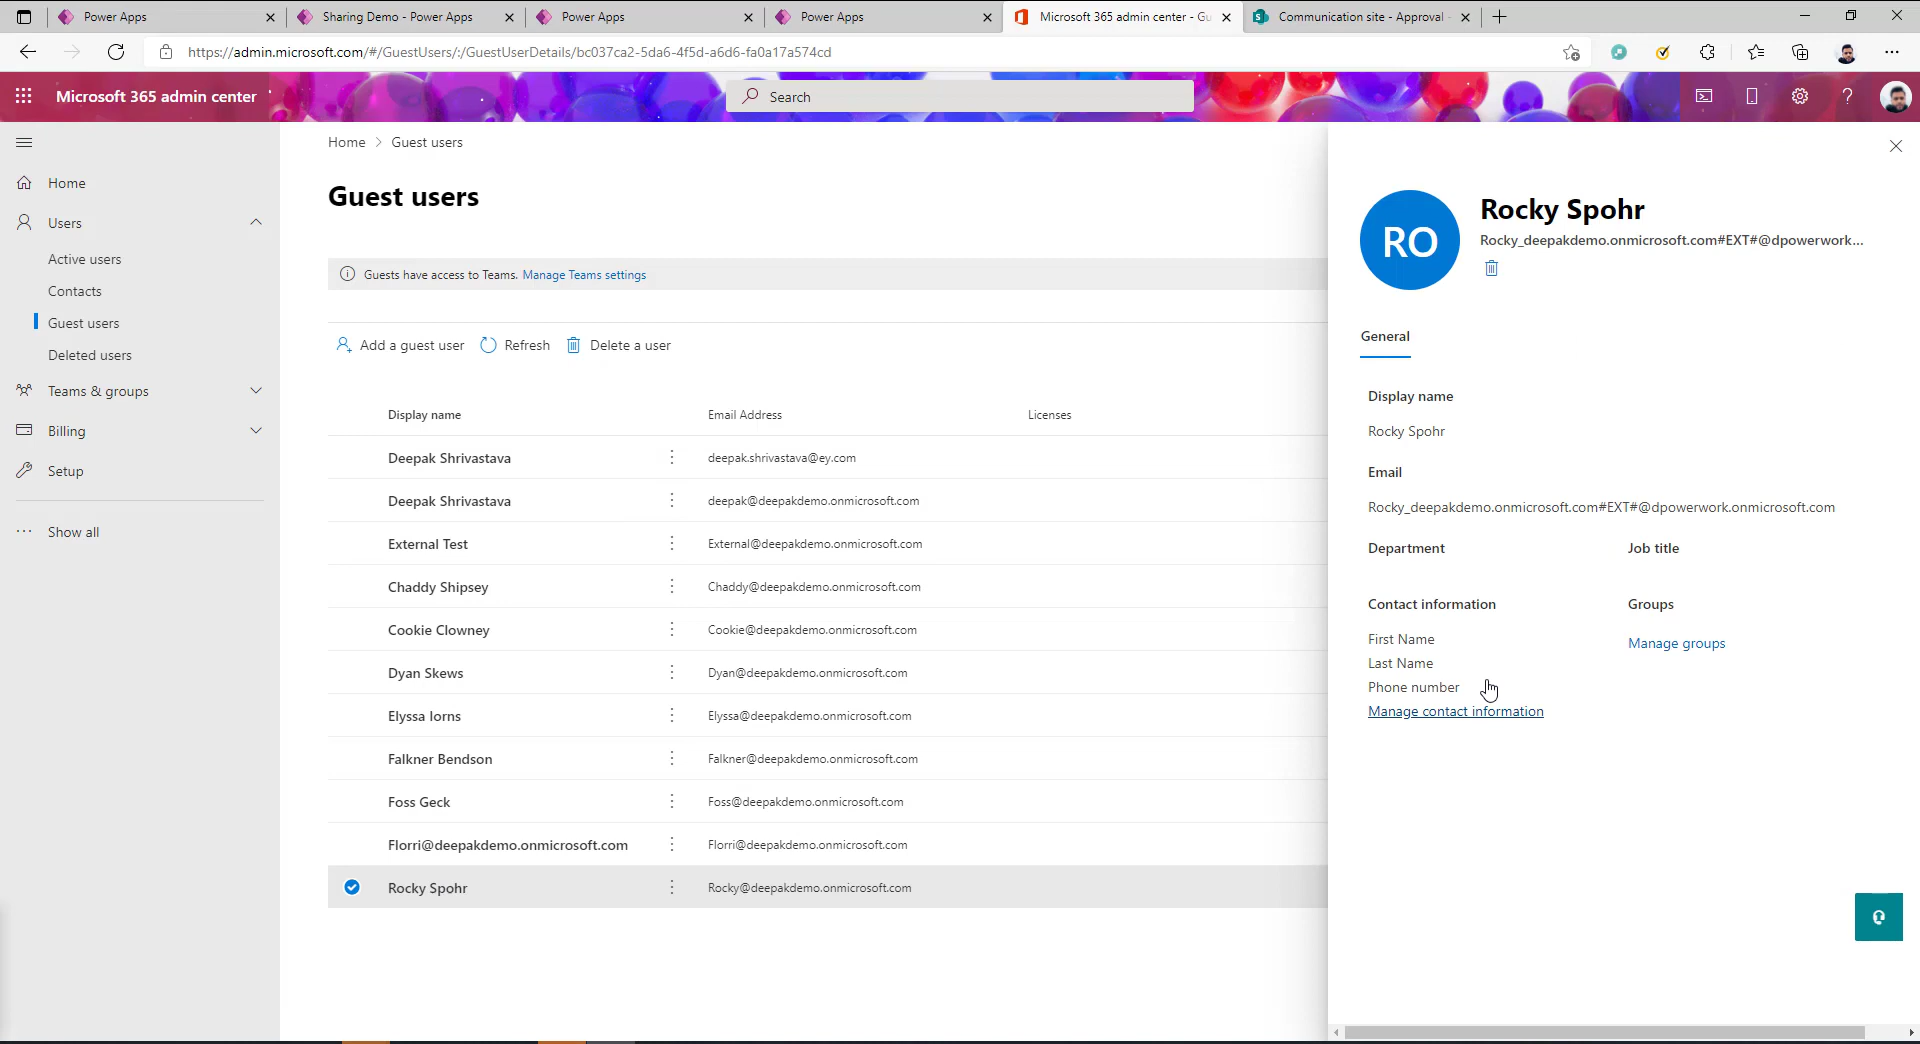 Power Apps
Sharing Demo - Power Apps
Power Apps
Power Apps
Microsoft 365 admin center - Gu
Communication site - Approval -
https://admin.microsoft.com/#/GuestUsers/:/GuestUserDetails/bc037ca2-5da6-4f5d-a6d6-fa0a17a574cd
Microsoft 365 admin center
Search
Home
Users
Active users
Contacts
Guest users
Deleted users
Teams & groups
Billing
Setup
Show all
Home > Guest users
Guest users
Guests have access to Teams. Manage Teams settings
Add a guest user
Refresh
Delete a user
Display name Email Address Licenses
Deepak Shrivastava deepak.shrivastava@ey.com
Deepak Shrivastava deepak@deepakdemo.onmicrosoft.com
External Test External@deepakdemo.onmicrosoft.com
Chaddy Shipsey Chaddy@deepakdemo.onmicrosoft.com
Cookie Clowney Cookie@deepakdemo.onmicrosoft.com
Dyan Skews Dyan@deepakdemo.onmicrosoft.com
Elyssa Iorns Elyssa@deepakdemo.onmicrosoft.com
Falkner Bendson Falkner@deepakdemo.onmicrosoft.com
Foss Geck Foss@deepakdemo.onmicrosoft.com
Florri@deepakdemo.onmicrosoft.com Florri@deepakdemo.onmicrosoft.com
Rocky Spohr Rocky@deepakdemo.onmicrosoft.com
RO
Rocky Spohr
Rocky_deepakdemo.onmicrosoft.com#EXT#@dpowerwork...
General
Display name
Rocky Spohr
Email
Rocky_deepakdemo.onmicrosoft.com#EXT#@dpowerwork.onmicrosoft.com
Department Job title
Contact information Groups
First Name
Manage groups
Last Name
Phone number
Manage contact information